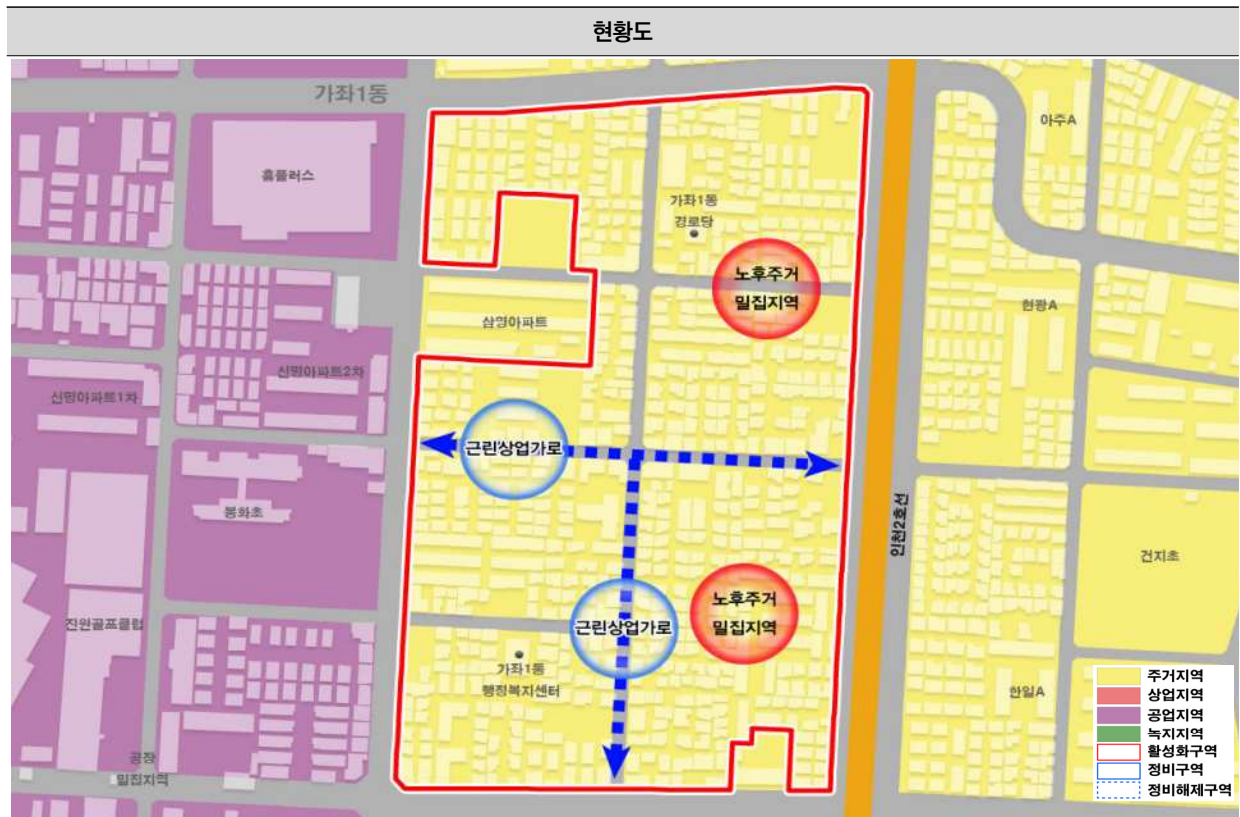 현황도
가좌1동
아주A
홈플러스
가좌1동
경로당
노후주거
밀집지역
현광A
삼영아파트
신명아파트2차
신명아파트1차
근린상업가로
봉화초
인천2호선
건지초
노후주거
밀집지역
근린상업가로
진원골프클럽
가좌1동
행정복지센터
한일A
공장
밀집지역
주거지역
상업지역
공업지역
녹지지역
활성화구역
정비구역
정비해제구역